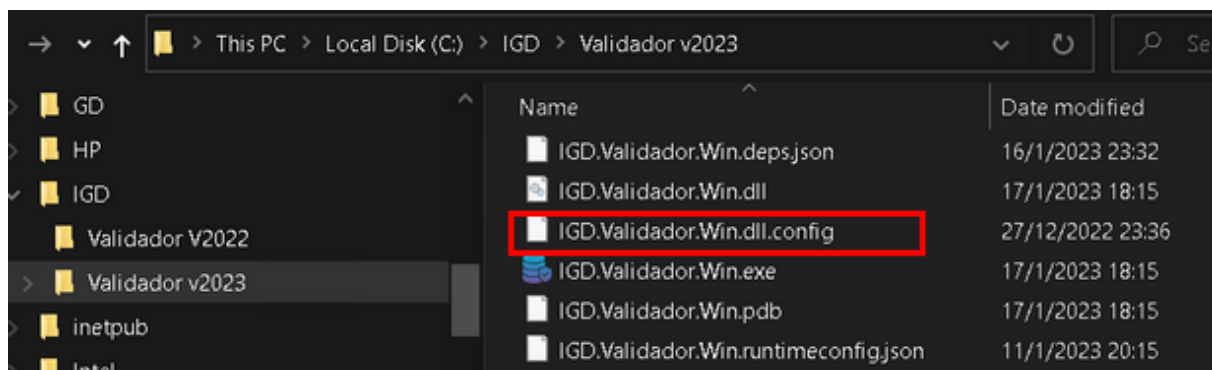 This PC > Local Disk (C:) > IGD > Validador v2023
Se
GD
HP
IGD
Validador V2022
Validador v2023
inetpub
Intel
Name Date modified
IGD.Validador.Win.deps.json 16/1/2023 23:32
IGD.Validador.Win.dll 17/1/2023 18:15
IGD.Validador.Win.dll.config 27/12/2022 23:36
IGD.Validador.Win.exe 17/1/2023 18:15
IGD.Validador.Win.pdb 17/1/2023 18:15
IGD.Validador.Win.runtimeconfig.json 11/1/2023 20:15